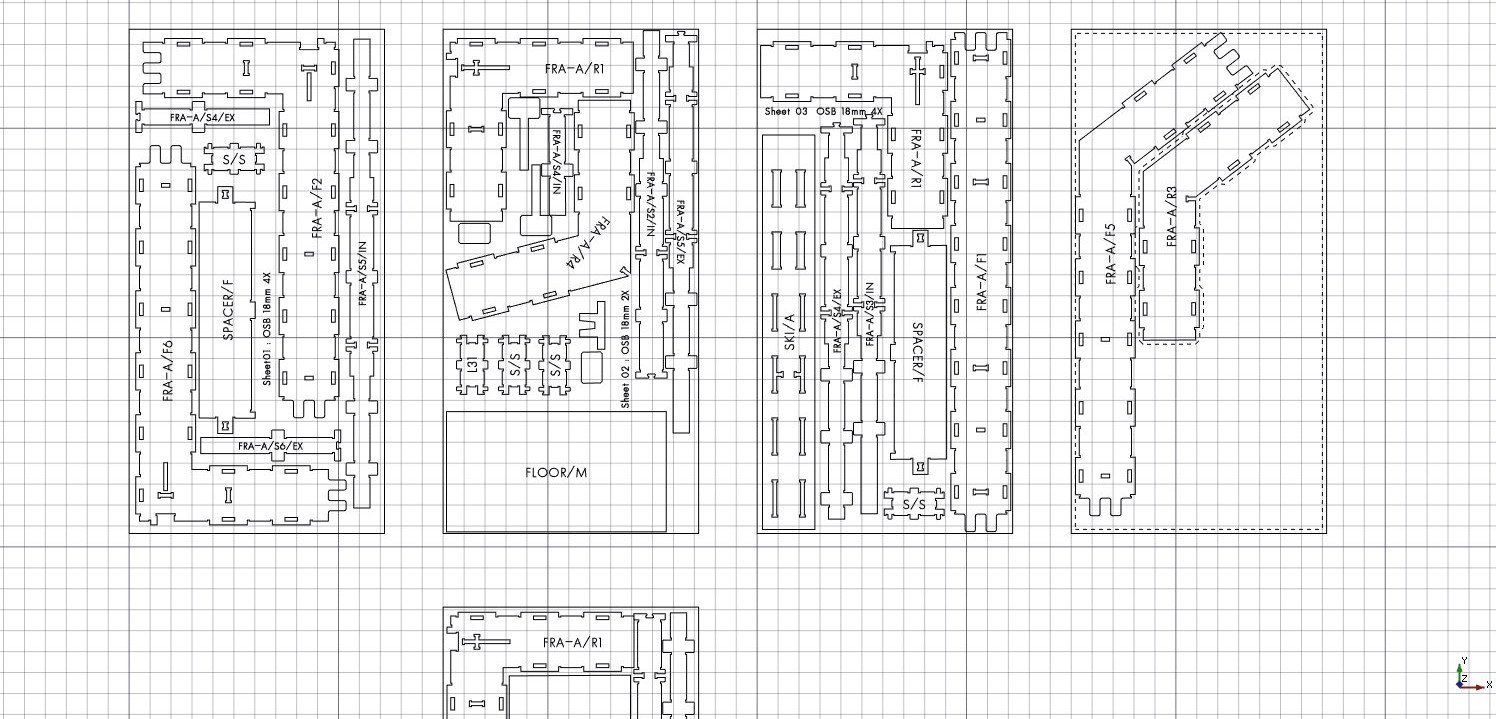 FRA-A/S4/EX
S/S
FRA-A/F2
FRA-A/S5/IN
SPACER/F
Sheet01 : OSB 18mm 4X
FRA-A/F6
FRA-A/S6/EX
FRA-A/R1
FRA-A/S4/IN
FRA-A/S2/IN
FRA-A/S5/EX
FRA-A/R4
Sheet 02 : OSB 18mm 2X
L31
S/S
S/S
FLOOR/M
Sheet 03 OSB 18mm 4X
FRA-A/R1
FRA-A/F1
FRA-A/S4/EX
FRA-A/S3/IN
SKI/A
SPACER/F
S/S
FRA-A/R3
FRA-A/F5
FRA-A/R1
Y
Z
X